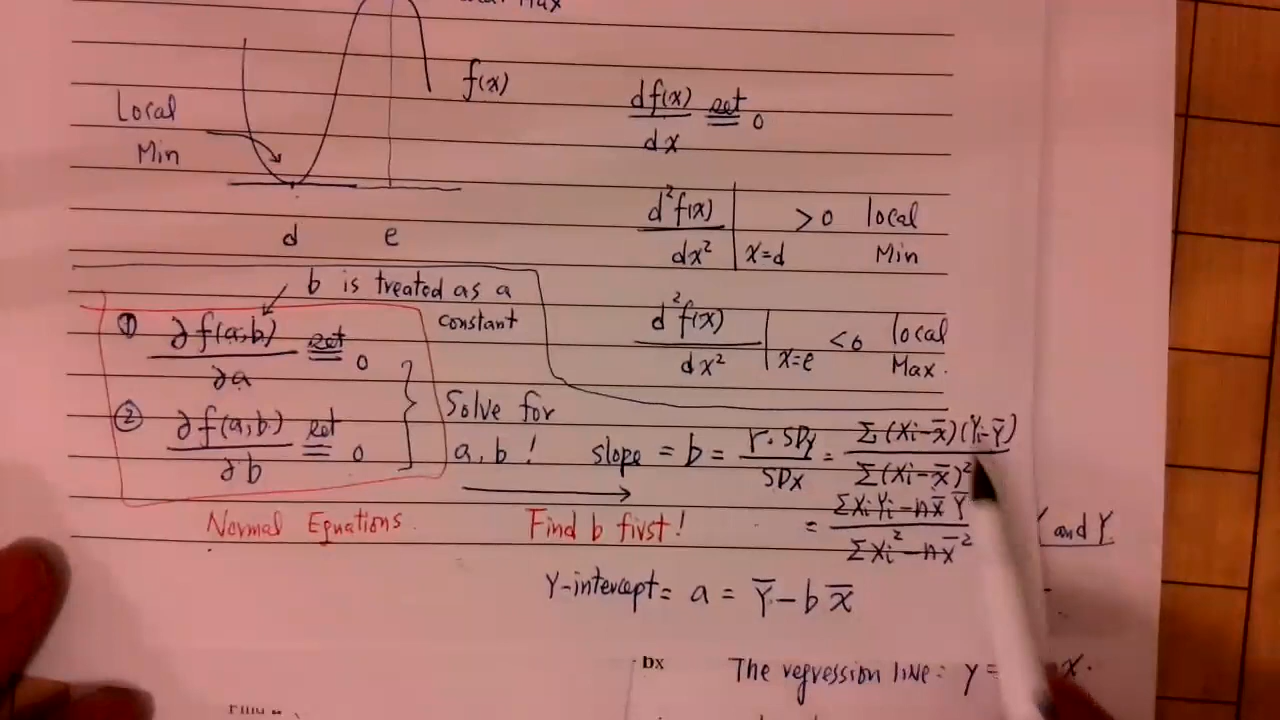 Max
f(x)
Local
Min
d e
df(x)/dx set 0
d²f(x)/dx² | x=d > 0 local Min
d²f(x)/dx² | x=e < 0 local Max.
b is treated as a constant
① ∂f(a,b)/∂a set 0
② ∂f(a,b)/∂b set 0
Solve for
a, b !
Normal Equations
Find b first!
slope = b = r·SDy/SDx = Σ(Xi-x̄)(Yi-Ȳ)/Σ(Xi-x̄)²
= ΣXiYi-nx̄Ȳ/ΣXi²-nx̄²
and Y
Y-intercept = a = Ȳ - b x̄
bx
The regression line: y = x.